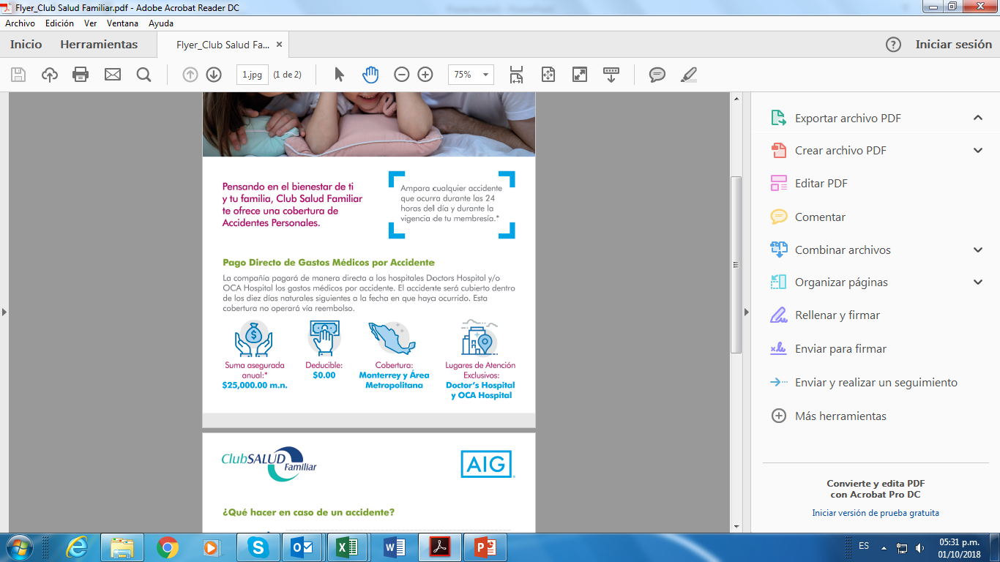 Flyer_Club Salud Familiar.pdf - Adobe Acrobat Reader DC
Archivo Edición Ver Ventana Ayuda
Inicio Herramientas Flyer_Club Salud Fa... × Iniciar sesión
1.jpg (1 de 2) 75%
Pensando en el bienestar de ti
y tu familia, Club Salud Familiar
te ofrece una cobertura de
Accidentes Personales.
Ampara cualquier accidente
que ocurra durante las 24
horas del día y durante la
vigencia de tu membresía.*
Pago Directo de Gastos Médicos por Accidente
La compañía pagará de manera directa a los hospitales Doctors Hospital y/o
OCA Hospital los gastos médicos por accidente. El accidente será cubierto dentro
de los diez días naturales siguientes a la fecha en que haya ocurrido. Esta
cobertura no operará vía reembolso.
Suma asegurada
anual:*
$25,000.00 m.n.
Deducible:
$0.00
Cobertura:
Monterrey y Área
Metropolitana
Lugares de Atención
Exclusivos:
Doctor's Hospital
y OCA Hospital
ClubSALUD
Familiar
AIG
¿Qué hacer en caso de un accidente?
Exportar archivo PDF
Crear archivo PDF
Editar PDF
Comentar
Combinar archivos
Organizar páginas
Rellenar y firmar
Enviar para firmar
Enviar y realizar un seguimiento
Más herramientas
Convierte y edita PDF
con Acrobat Pro DC
Iniciar versión de prueba gratuita
ES
05:31 p.m.
01/10/2018